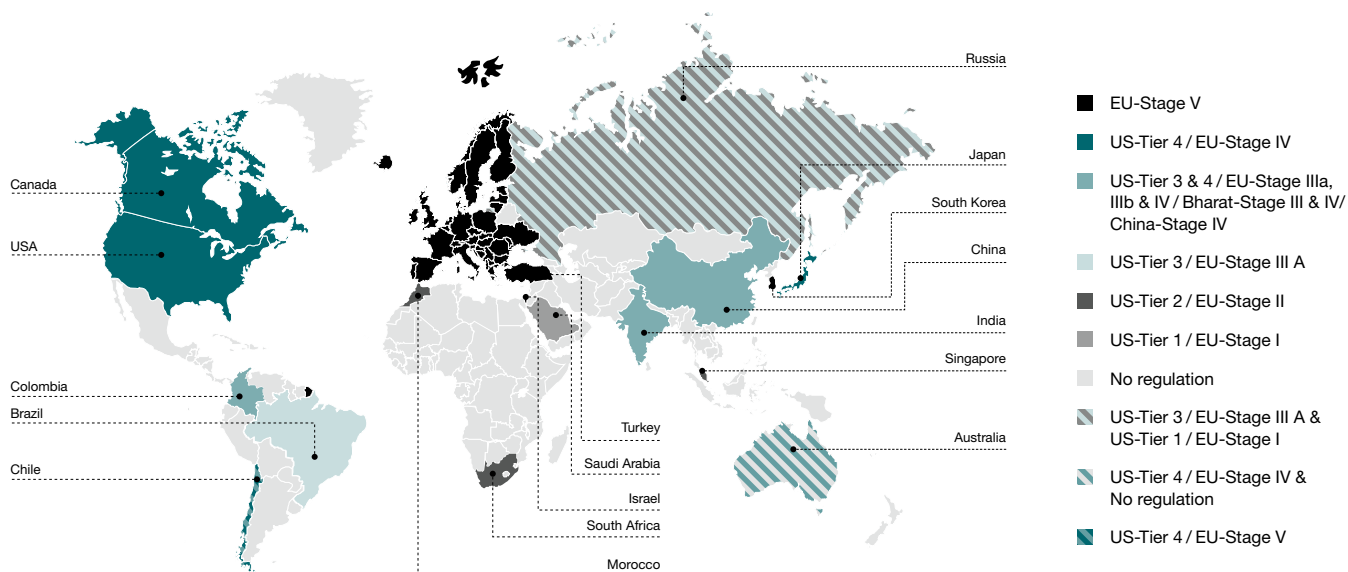 Russia
Japan
South Korea
China
India
Singapore
Australia
Canada
USA
Colombia
Brazil
Chile
Turkey
Saudi Arabia
Israel
South Africa
Morocco
EU-Stage V
US-Tier 4 / EU-Stage IV
US-Tier 3 & 4 / EU-Stage IIIa,
IIIb & IV / Bharat-Stage III & IV/
China-Stage IV
US-Tier 3 / EU-Stage III A
US-Tier 2 / EU-Stage II
US-Tier 1 / EU-Stage I
No regulation
US-Tier 3 / EU-Stage III A &
US-Tier 1 / EU-Stage I
US-Tier 4 / EU-Stage IV &
No regulation
US-Tier 4 / EU-Stage V